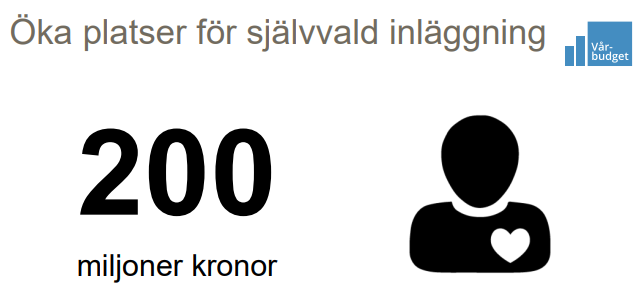 Öka platser för självvald inläggning
Vår-
budget
200
miljoner kronor